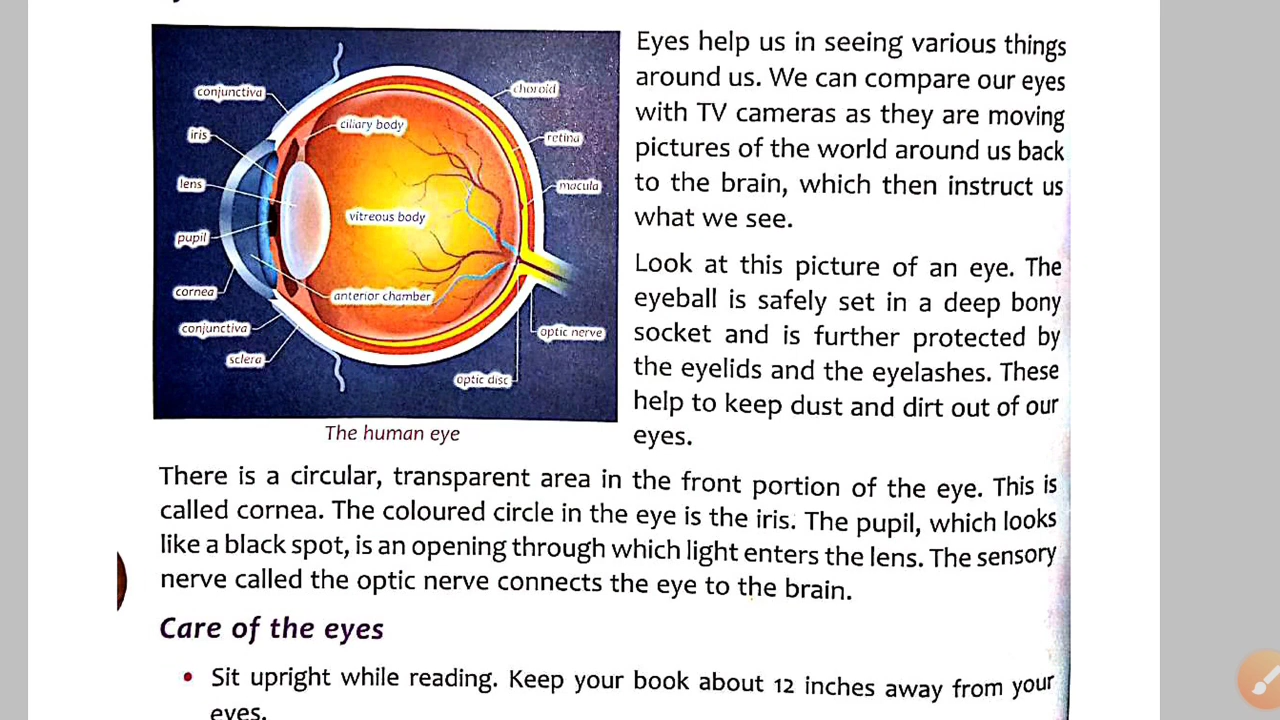 conjunctiva
iris
lens
pupil
cornea
conjunctiva
sclera
ciliary body
vitreous body
anterior chamber
choroid
retina
macula
optic nerve
optic disc
The human eye
Eyes help us in seeing various things
around us. We can compare our eyes
with TV cameras as they are moving
pictures of the world around us back
to the brain, which then instruct us
what we see.
Look at this picture of an eye. The
eyeball is safely set in a deep bony
socket and is further protected by
the eyelids and the eyelashes. These
help to keep dust and dirt out of our
eyes.
There is a circular, transparent area in the front portion of the eye. This is
called cornea. The coloured circle in the eye is the iris. The pupil, which looks
like a black spot, is an opening through which light enters the lens. The sensory
nerve called the optic nerve connects the eye to the brain.
Care of the eyes
• Sit upright while reading. Keep your book about 12 inches away from your
eyes.